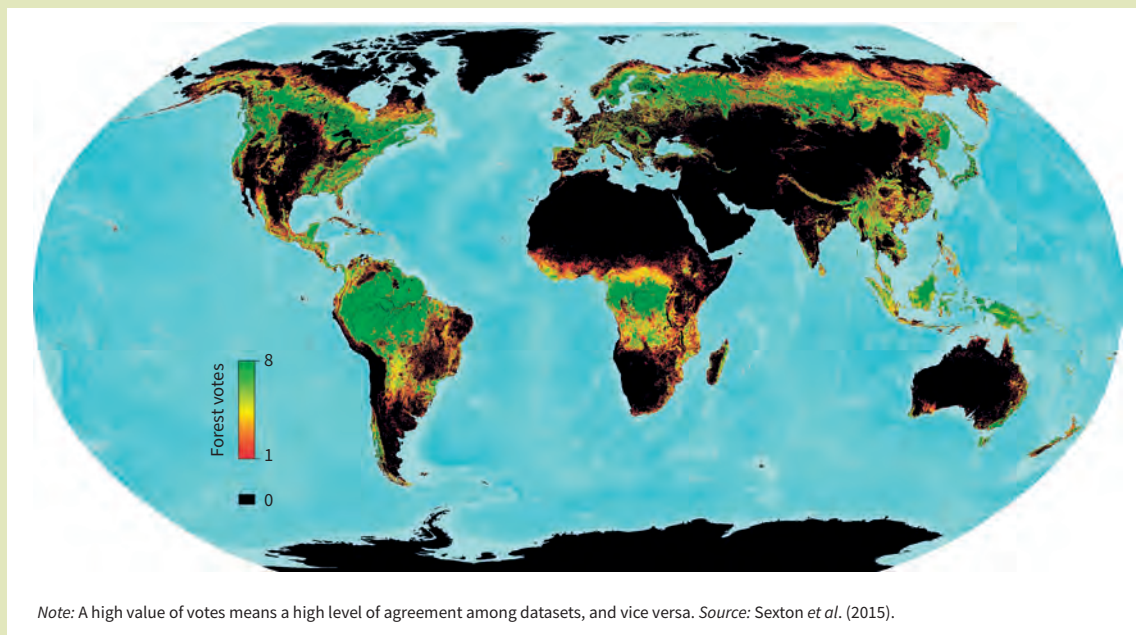 Forest votes
8
1
0
Note: A high value of votes means a high level of agreement among datasets, and vice versa. Source: Sexton et al. (2015).